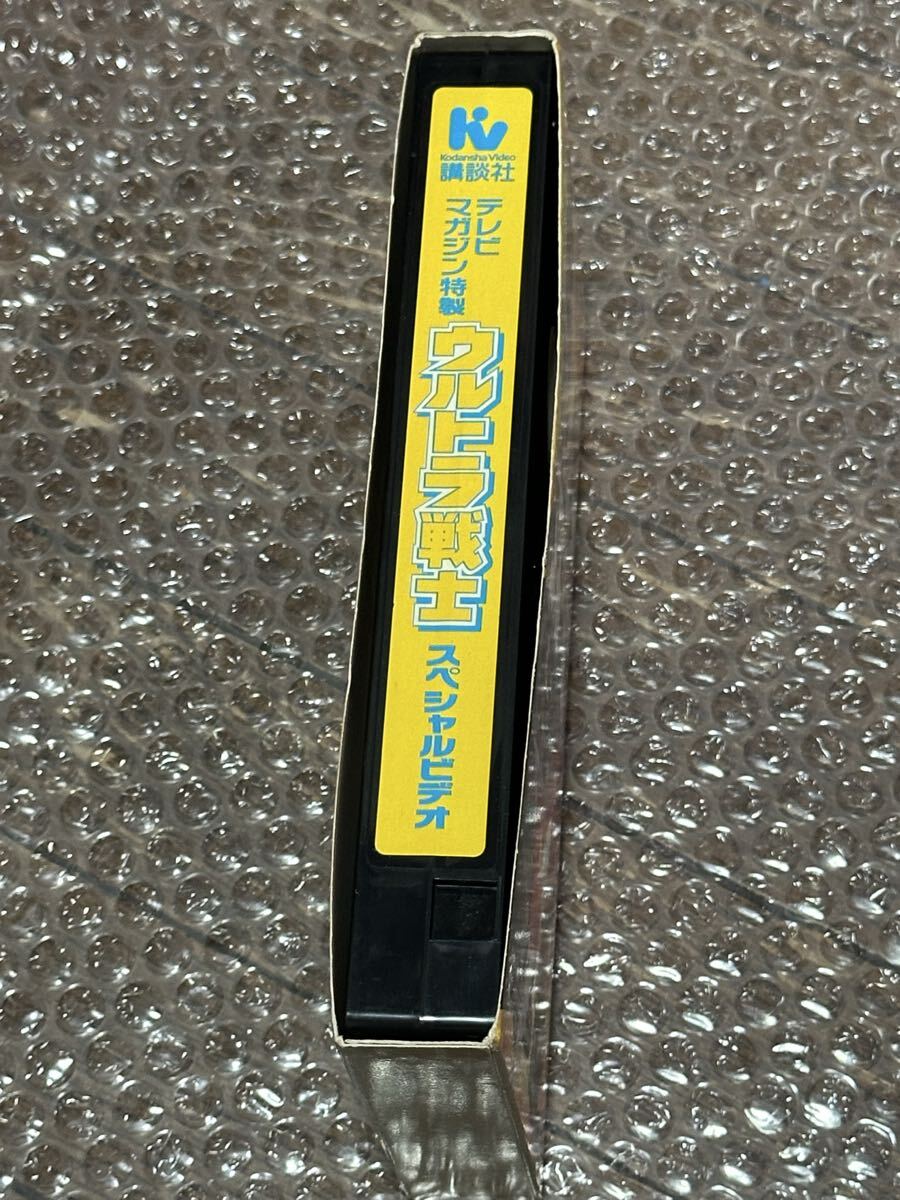 Kodansha Video
講談社
テレビ
マガジン特製
ウルトラ戦士
スペシャルビデオ